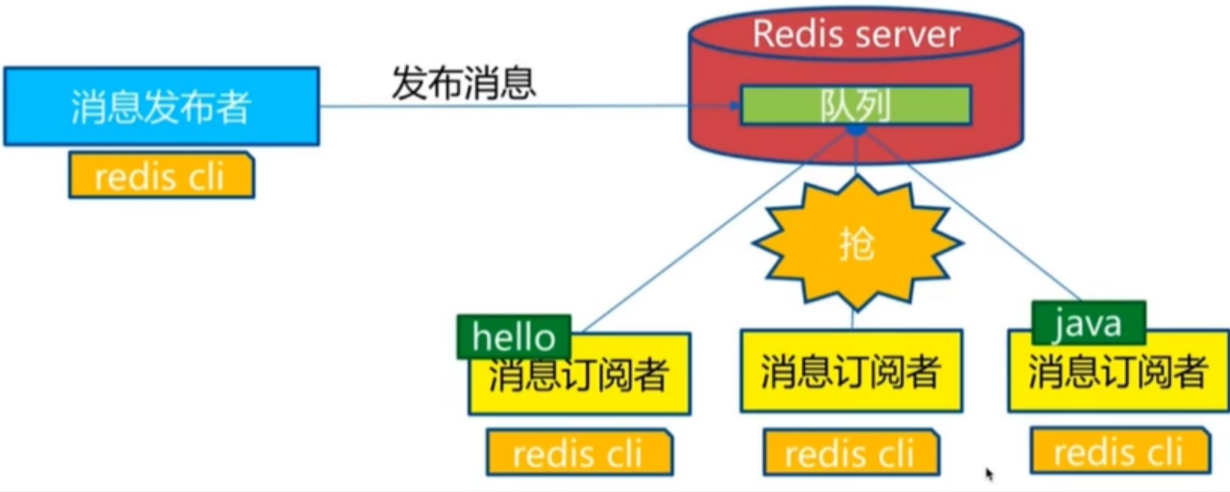 Redis server
发布消息
消息发布者
队列
redis cli
抢
hello
java
消息订阅者
消息订阅者
消息订阅者
redis cli
redis cli
redis cli